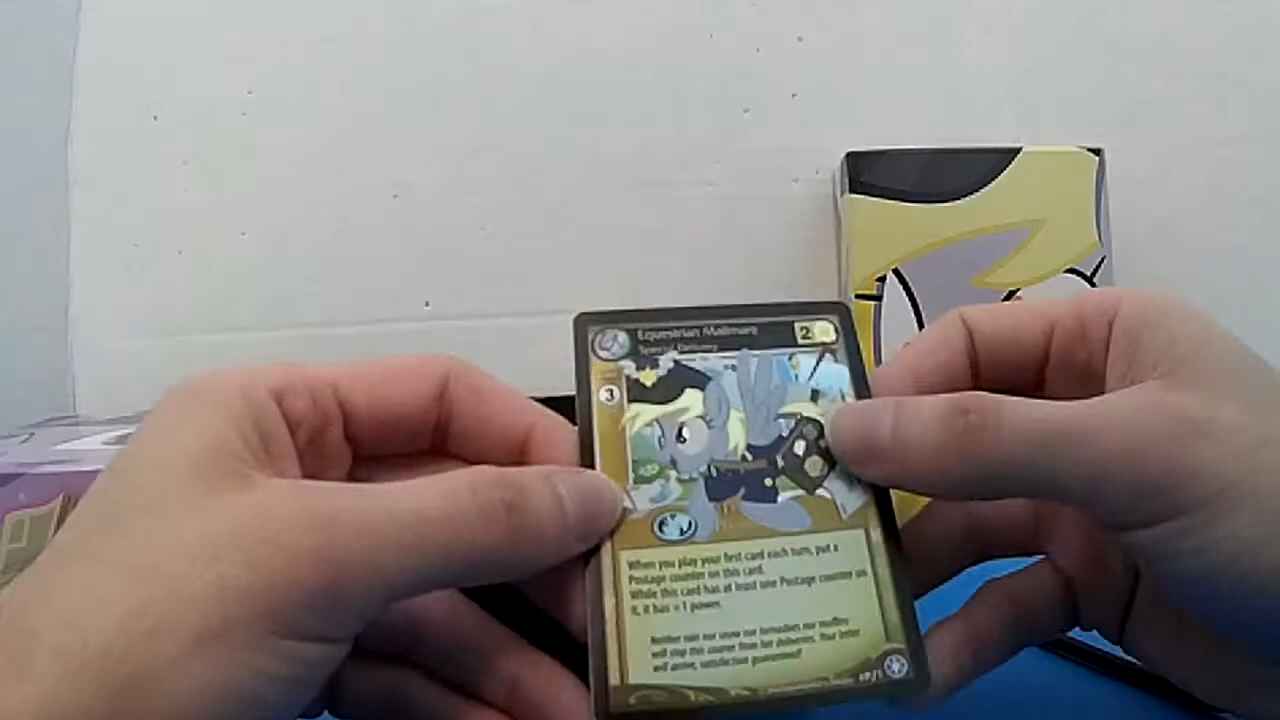 Equestrian Mailmare
Special Delivery
2
3
When you play your first card each turn, put a
Postage counter on this card.
While this card has at least one Postage counter on
it, it has +1 power.
Neither rain nor snow nor tornadoes nor muffins
will stop this courier from her deliveries. Your letter
will arrive, satisfaction guaranteed!